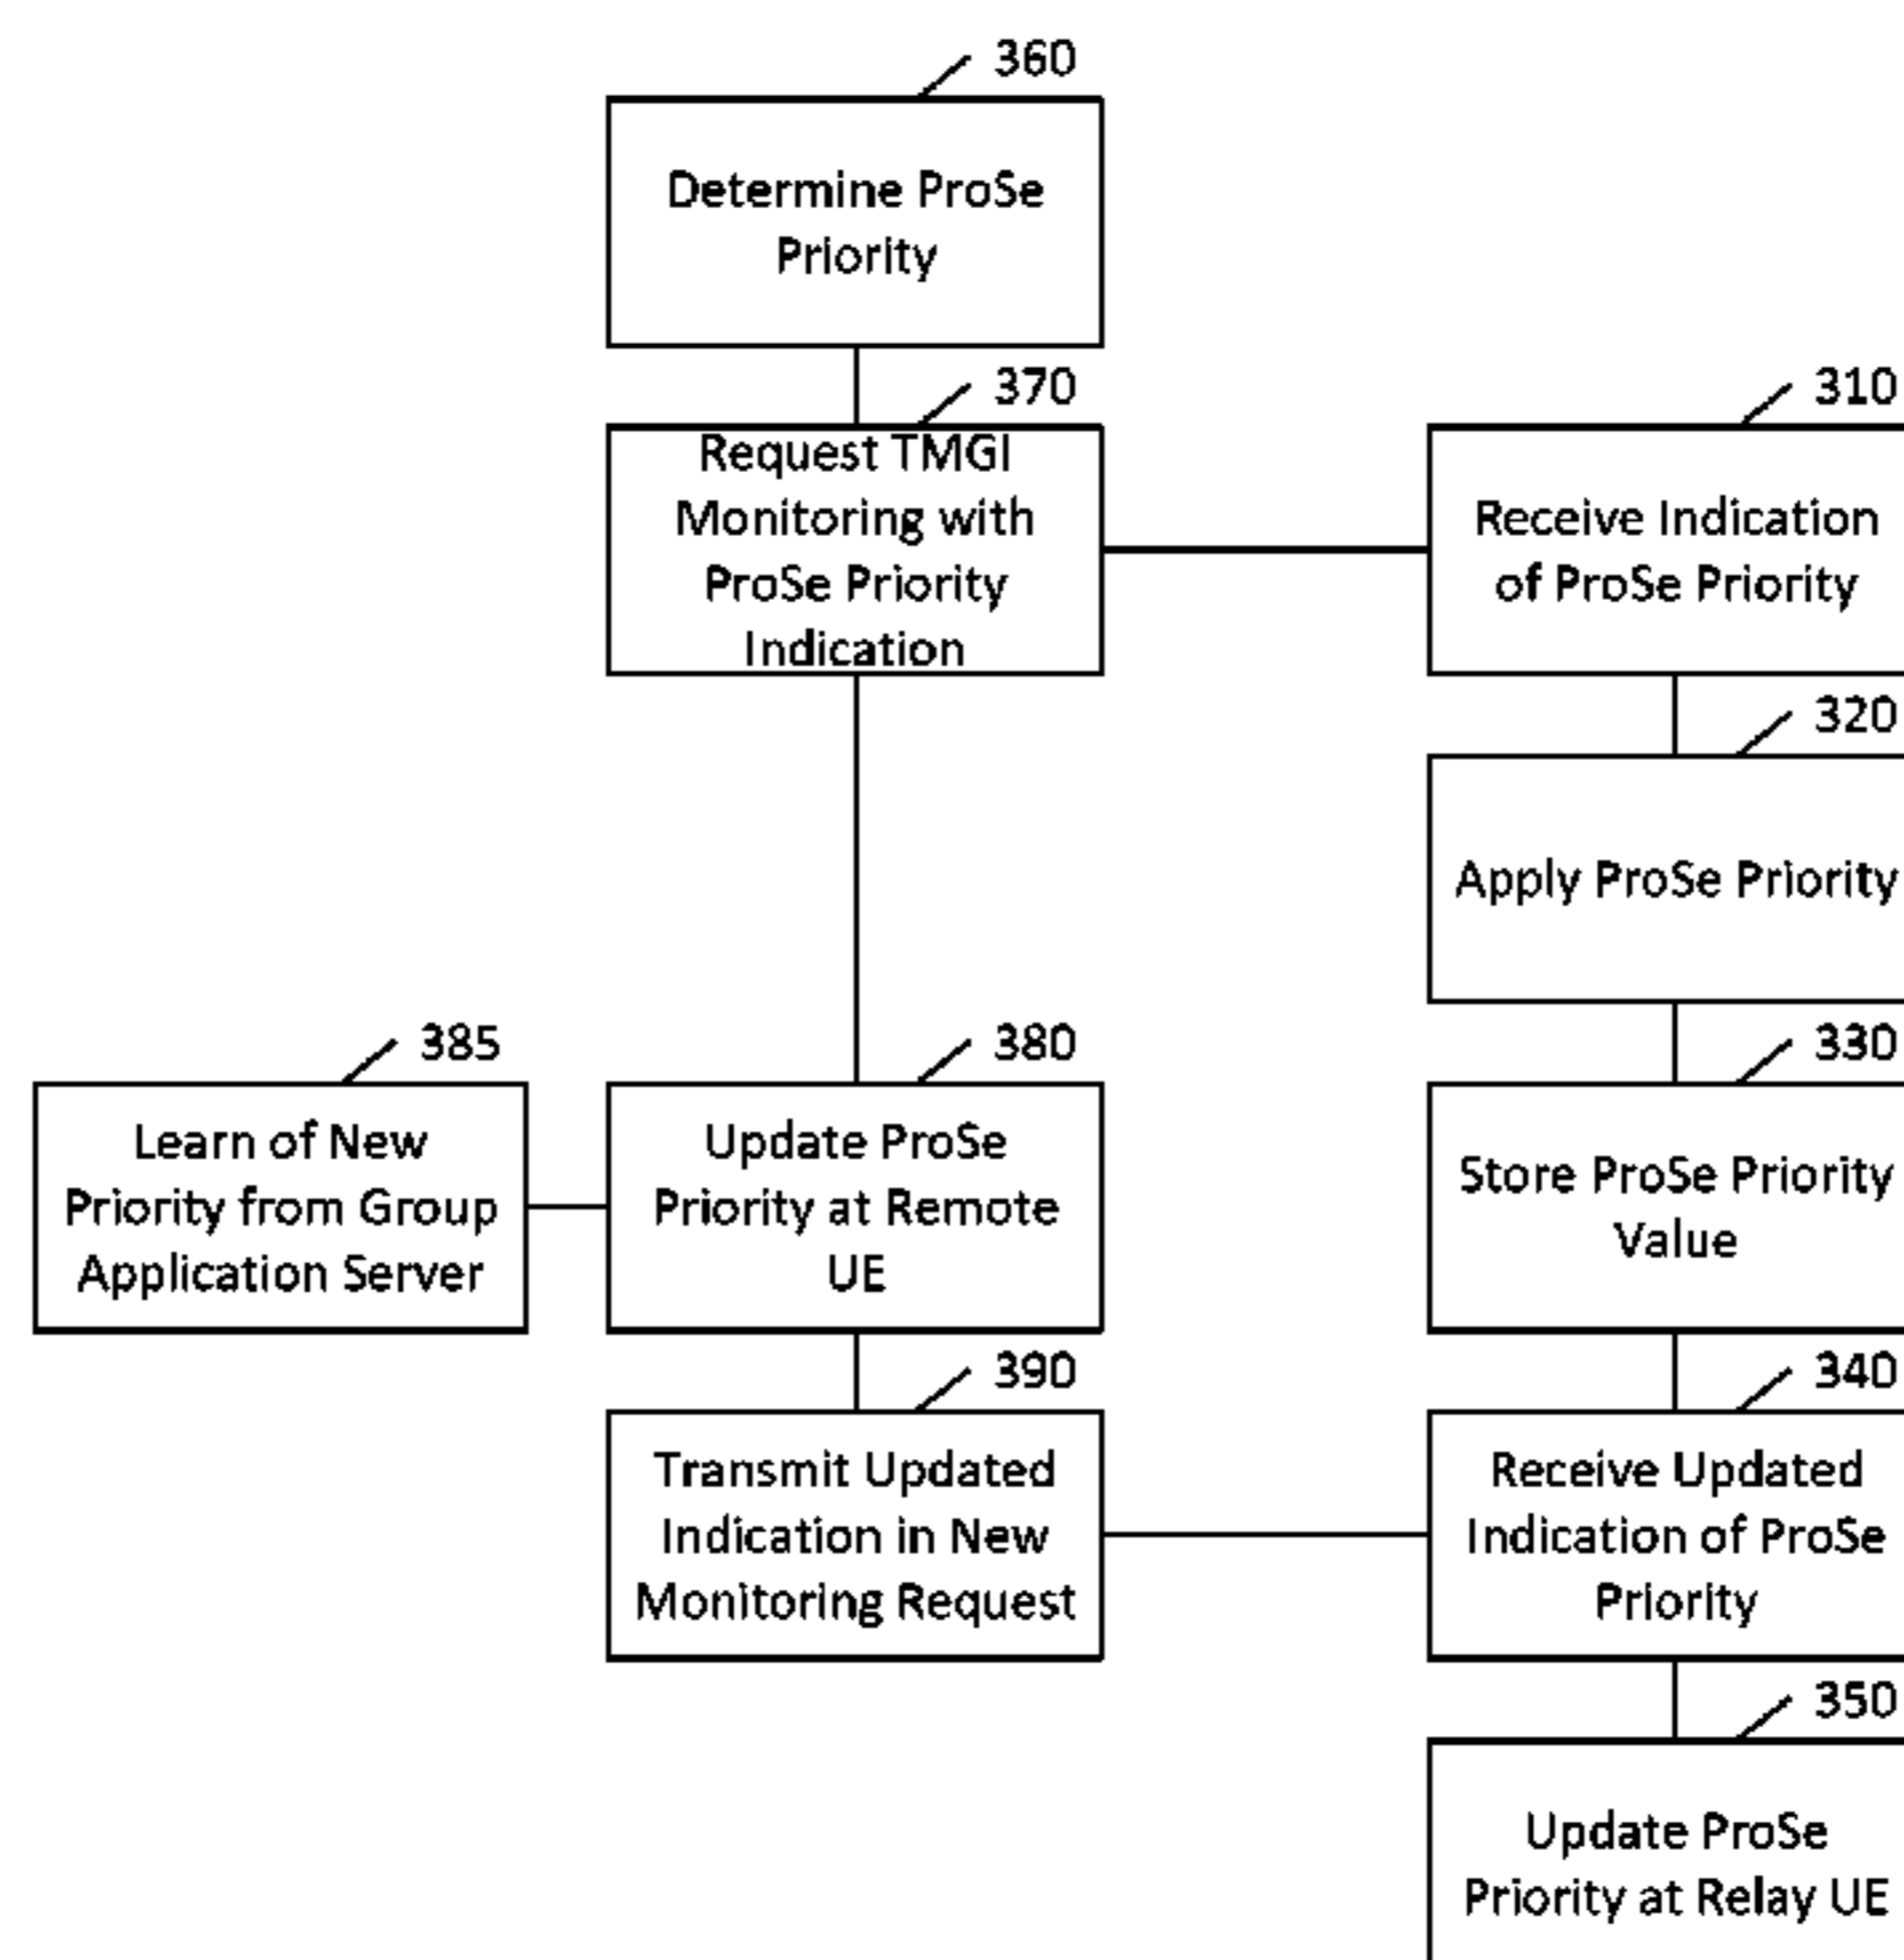 360
Determine ProSe
Priority
370
Request TMGI
Monitoring with
ProSe Priority
Indication
310
Receive Indication
of ProSe Priority
320
Apply ProSe Priority
385
Learn of New
Priority from Group
Application Server
380
Update ProSe
Priority at Remote
UE
330
Store ProSe Priority
Value
390
Transmit Updated
Indication in New
Monitoring Request
340
Receive Updated
Indication of ProSe
Priority
350
Update ProSe
Priority at Relay UE